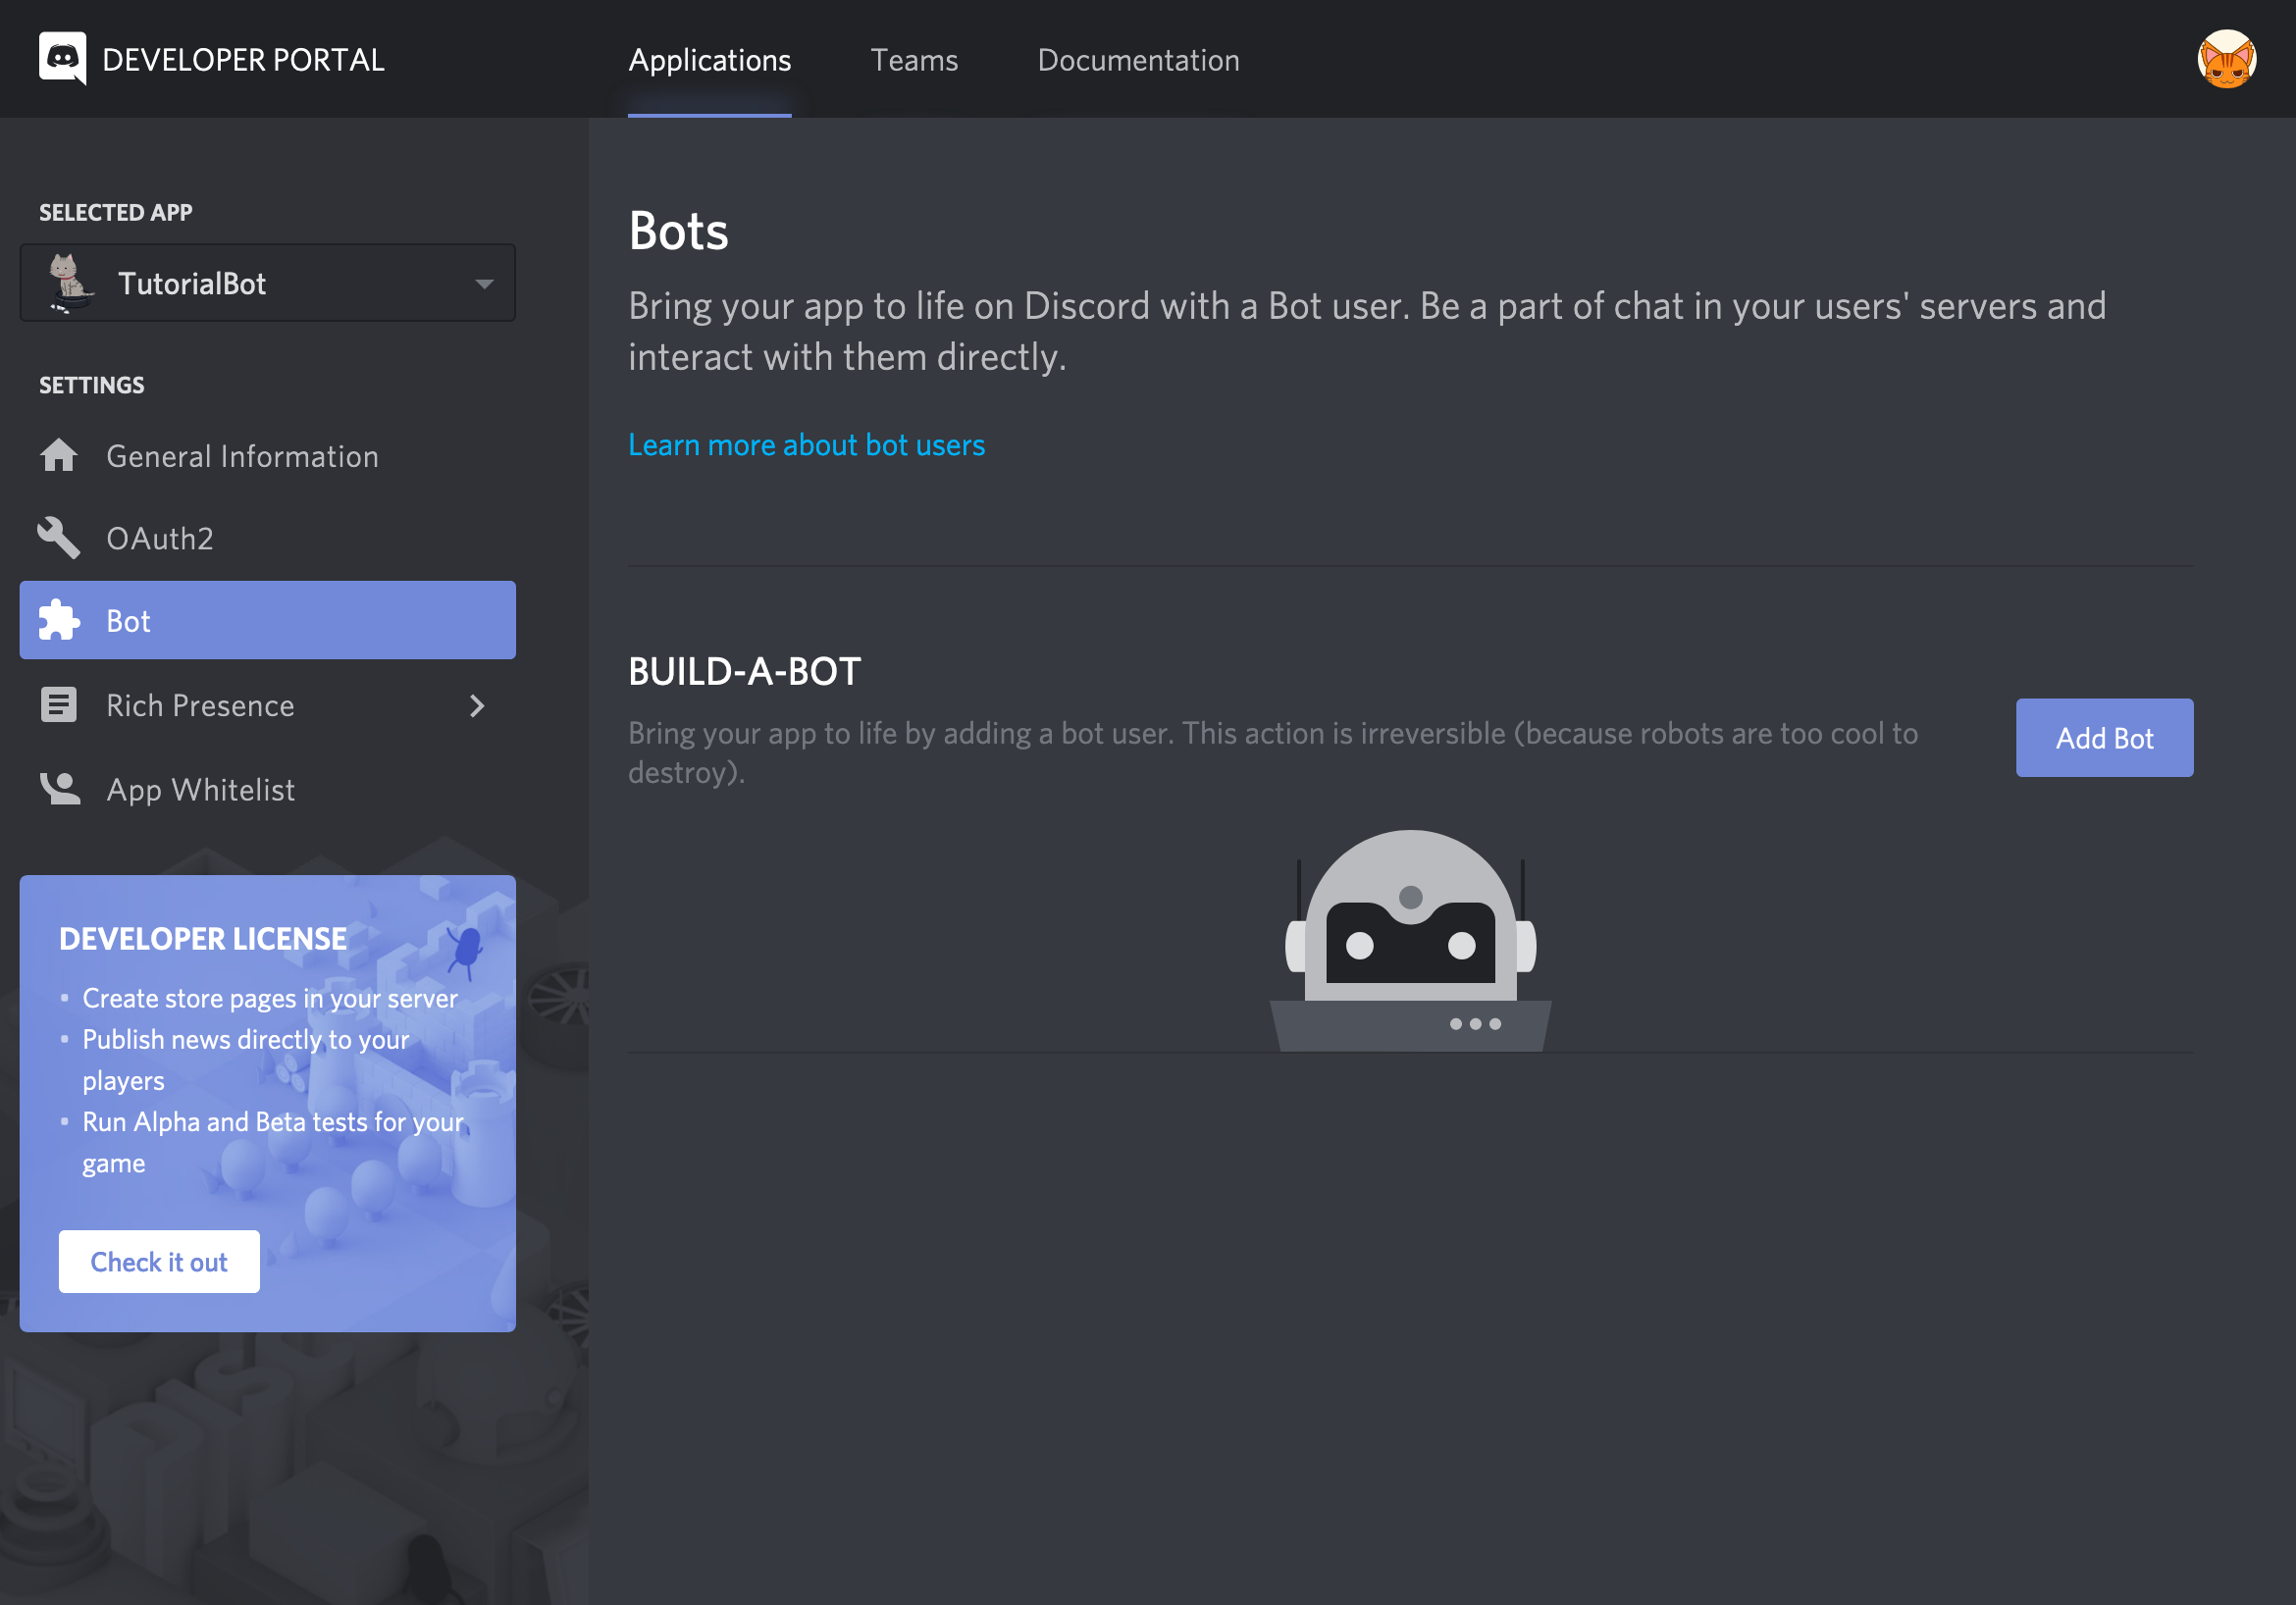 DEVELOPER PORTAL
Applications
Teams
Documentation
SELECTED APP
TutorialBot
SETTINGS
General Information
OAuth2
Bot
Rich Presence
App Whitelist
DEVELOPER LICENSE
Create store pages in your server
Publish news directly to your
players
Run Alpha and Beta tests for your
game
Check it out
Bots
Bring your app to life on Discord with a Bot user. Be a part of chat in your users' servers and
interact with them directly.
Learn more about bot users
BUILD-A-BOT
Bring your app to life by adding a bot user. This action is irreversible (because robots are too cool to
destroy).
Add Bot